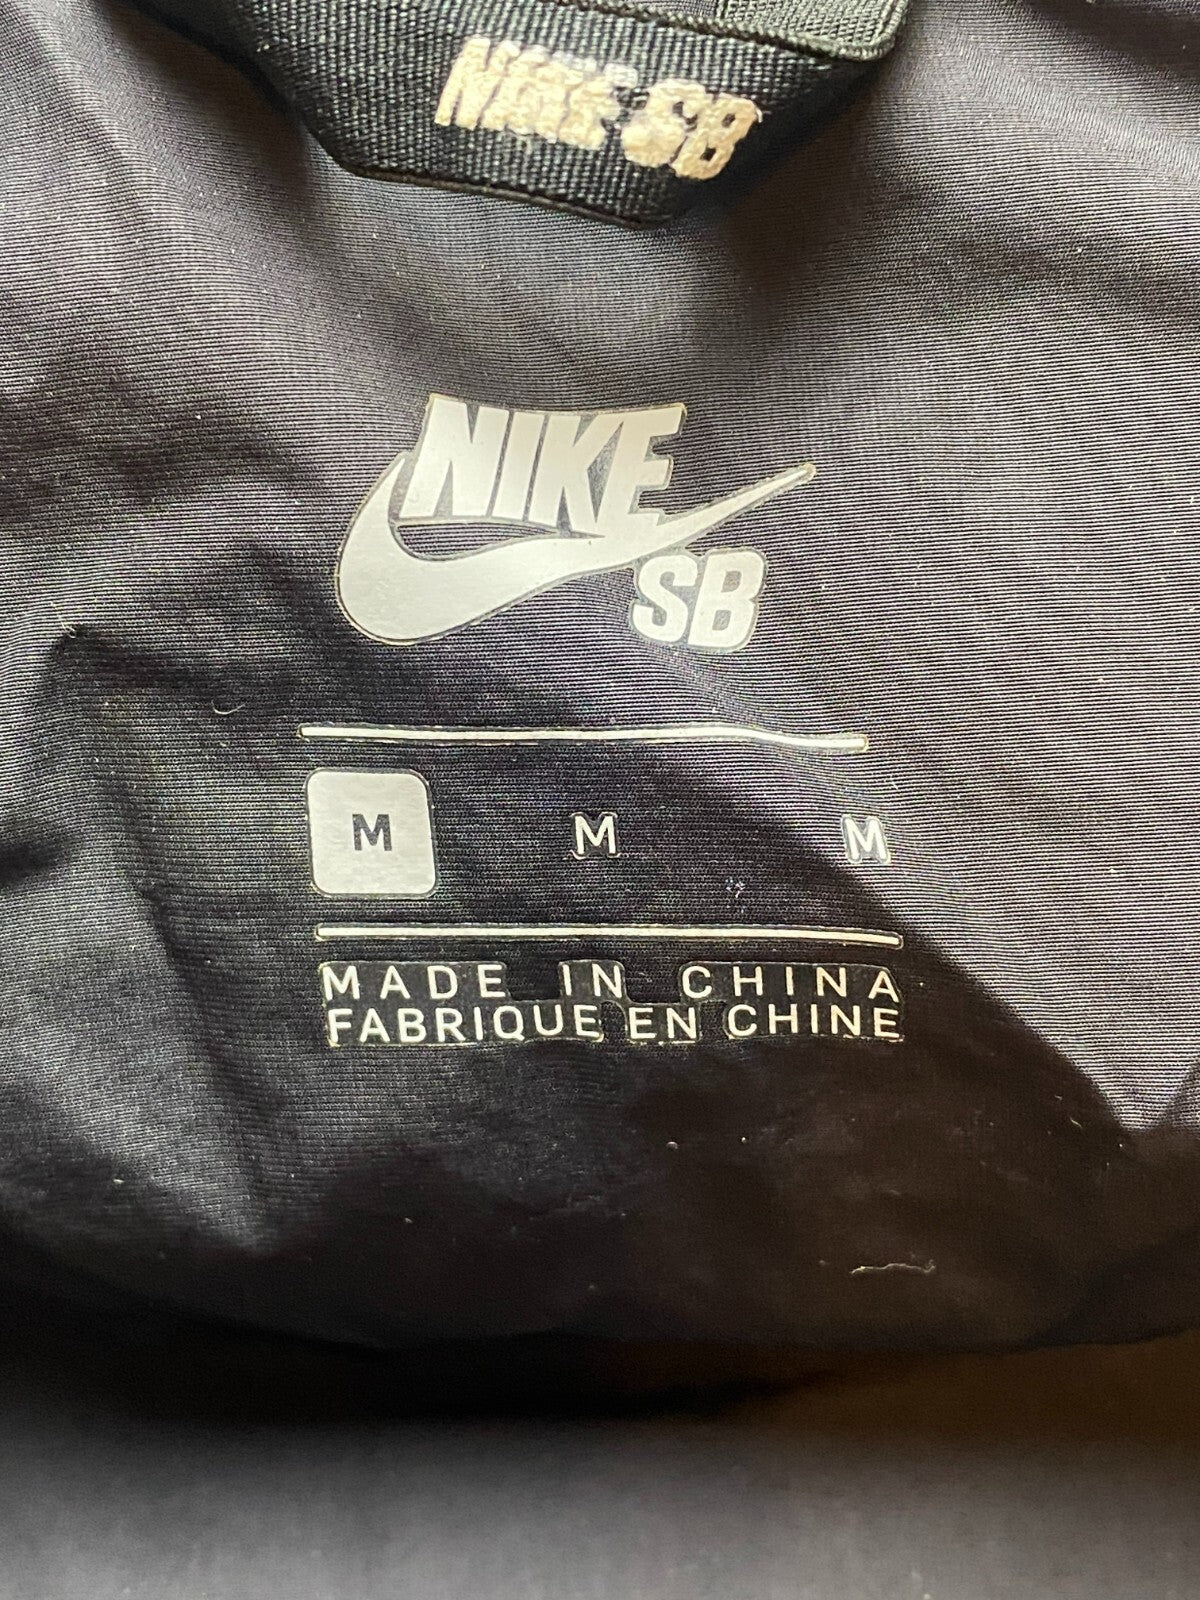 NIKE SB
NIKE
SB
M M M
MADE IN CHINA
FABRIQUE EN CHINE